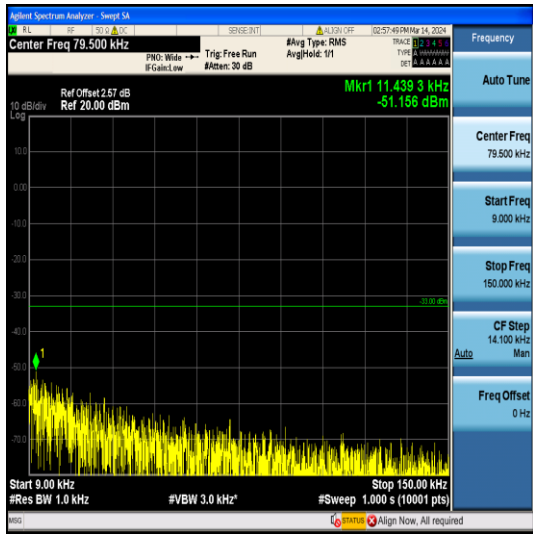 Agilent Spectrum Analyzer - Swept SA
RL RF 50 Ω DC SENSE:INT ALIGN OFF 02:57:49 PM Mar 14, 2024
Center Freq 79.500 kHz
PNO: Wide
IFGain:Low
Trig: Free Run
#Atten: 30 dB
#Avg Type: RMS
Avg|Hold: 1/1
TRACE 1 2 3 4 5 6
TYPE
DET A A A A A A
Mkr1 11.439 3 kHz
-51.156 dBm
Ref Offset 2.57 dB
10 dB/div Ref 20.00 dBm
Log
10.0
0.00
-10.0
-20.0
-30.0
-33.00 dBm
-40.0
1
-50.0
-60.0
-70.0
Start 9.00 kHz Stop 150.00 kHz
#Res BW 1.0 kHz #VBW 3.0 kHz* #Sweep 1.000 s (10001 pts)
MSG STATUS Align Now, All required
Frequency
Auto Tune
Center Freq
79.500 kHz
Start Freq
9.000 kHz
Stop Freq
150.000 kHz
CF Step
14.100 kHz
Auto Man
Freq Offset
0 Hz